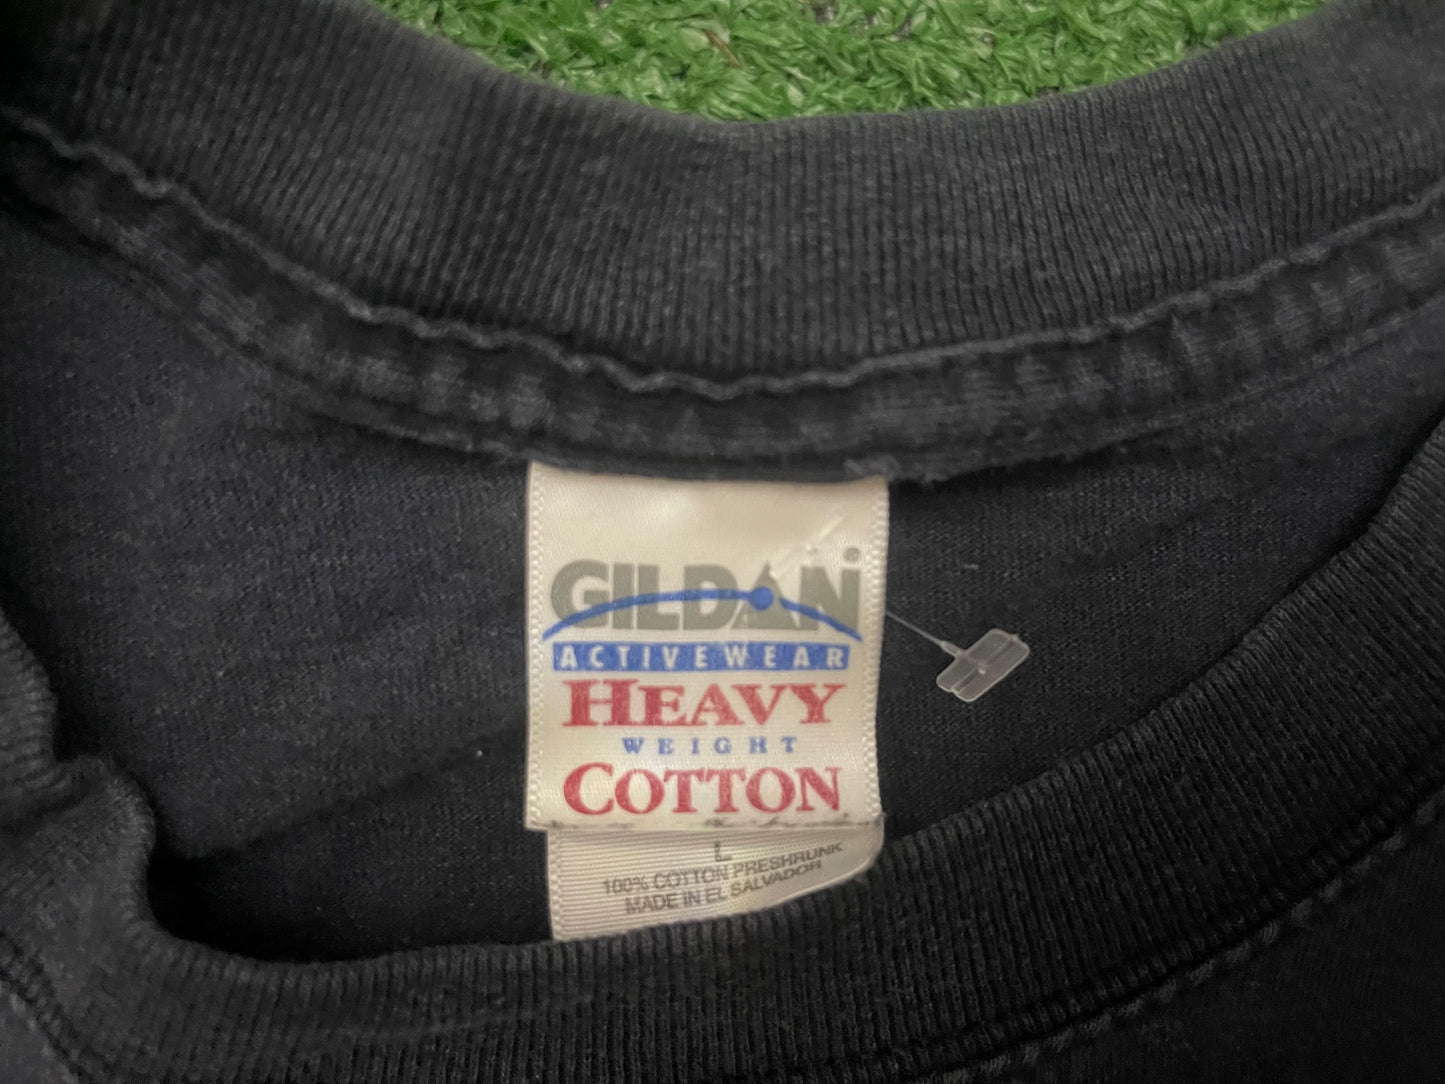 GILDAN®
ACTIVEWEAR
HEAVY
WEIGHT
COTTON
L
100% COTTON PRESHRUNK
MADE IN EL SALVADOR